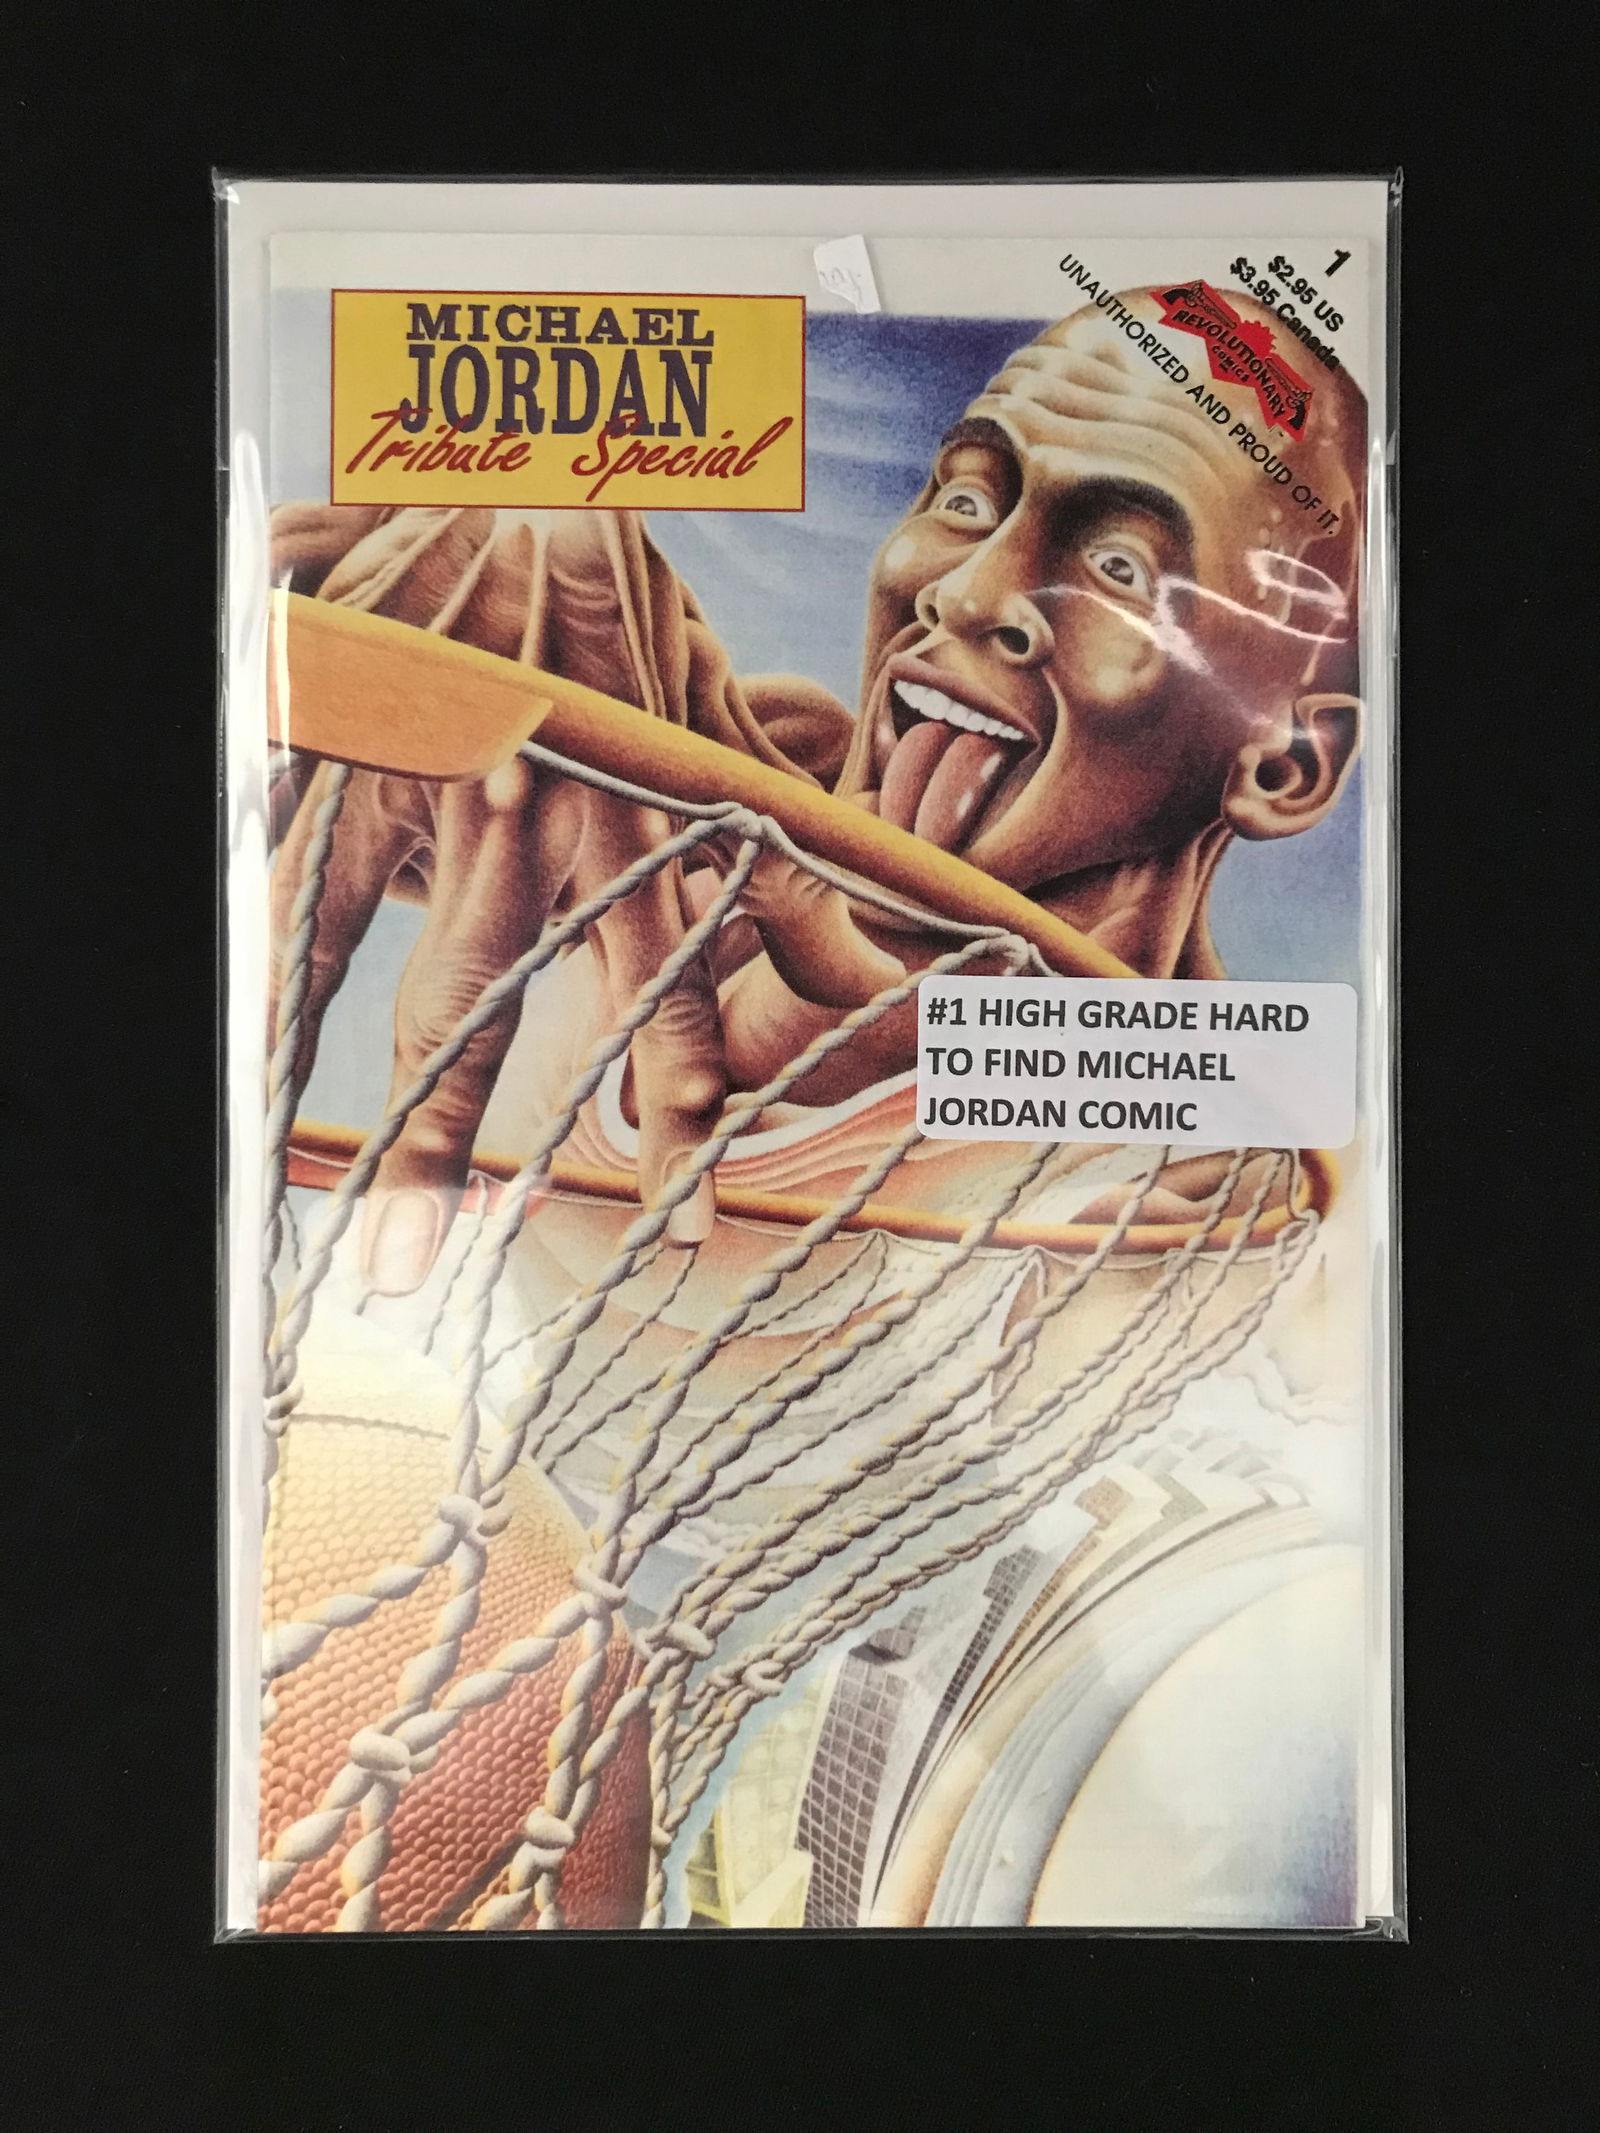 MICHAEL
JORDAN
Tribute Special
1
$2.95 US
$3.95 Canada
REVOLUTIONARY
COMICS
UNAUTHORIZED AND PROUD OF IT.
#1 HIGH GRADE HARD
TO FIND MICHAEL
JORDAN COMIC